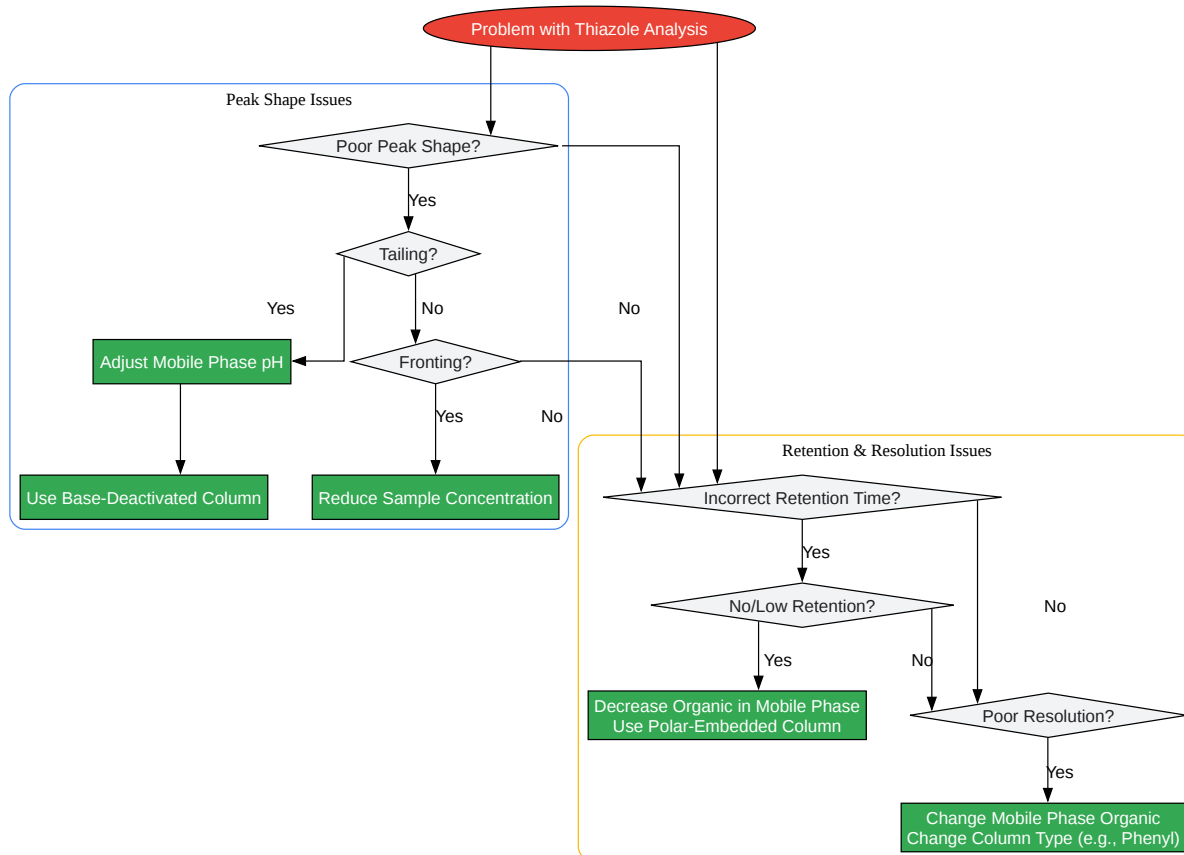 Problem with Thiazole Analysis
Peak Shape Issues
Poor Peak Shape?
Yes
Tailing?
Yes
No
No
Adjust Mobile Phase pH
Fronting?
Yes
No
Use Base-Deactivated Column
Reduce Sample Concentration
Retention & Resolution Issues
Incorrect Retention Time?
Yes
No/Low Retention?
No
Yes
No
Decrease Organic in Mobile Phase
Use Polar-Embedded Column
Poor Resolution?
Yes
Change Mobile Phase Organic
Change Column Type (e.g., Phenyl)